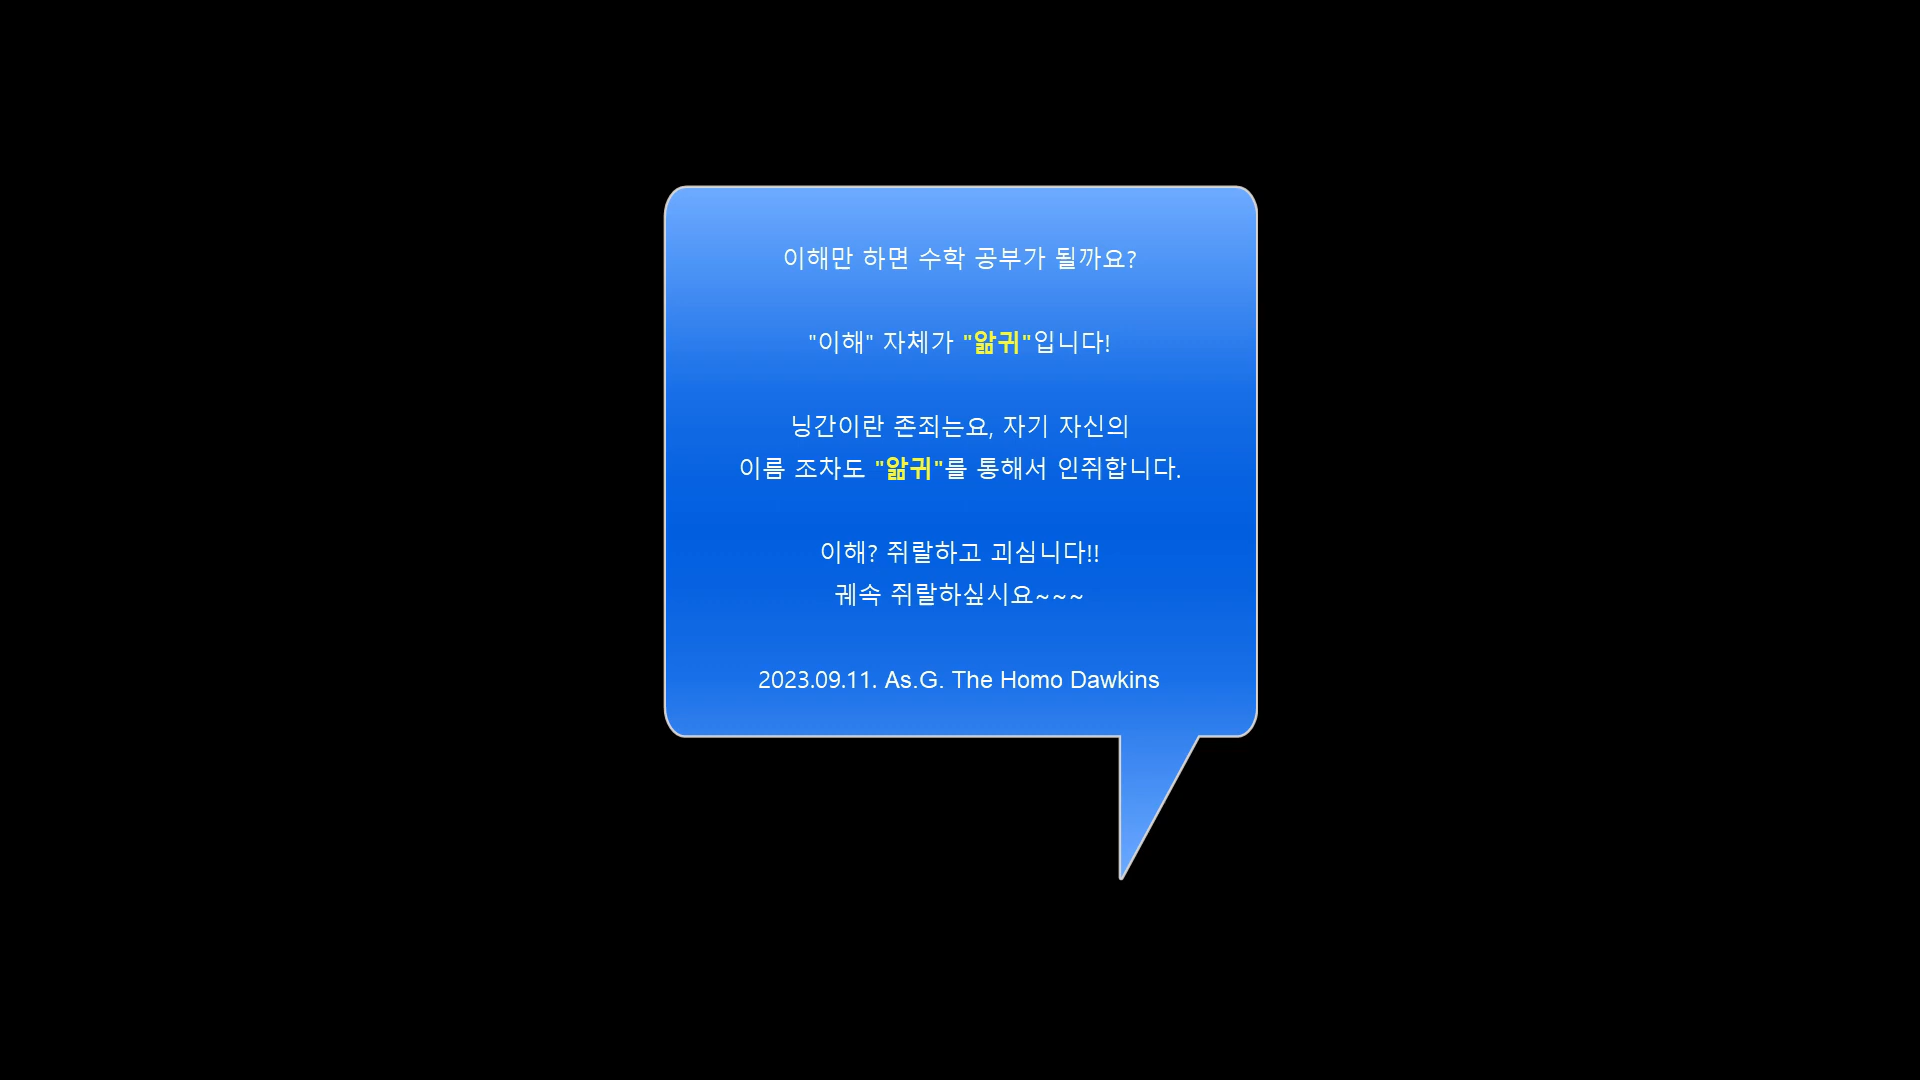 이해만 하면 수학 공부가 될까요?
"이해" 자체가 "앎귀"입니다!
닝간이란 존죄는요, 자기 자신의
이름 조차도 "앎귀"를 통해서 인쥐합니다.
이해? 쥐랄하고 괴심니다!!
궤속 쥐랄하싶시요~~~
2023.09.11. As.G. The Homo Dawkins